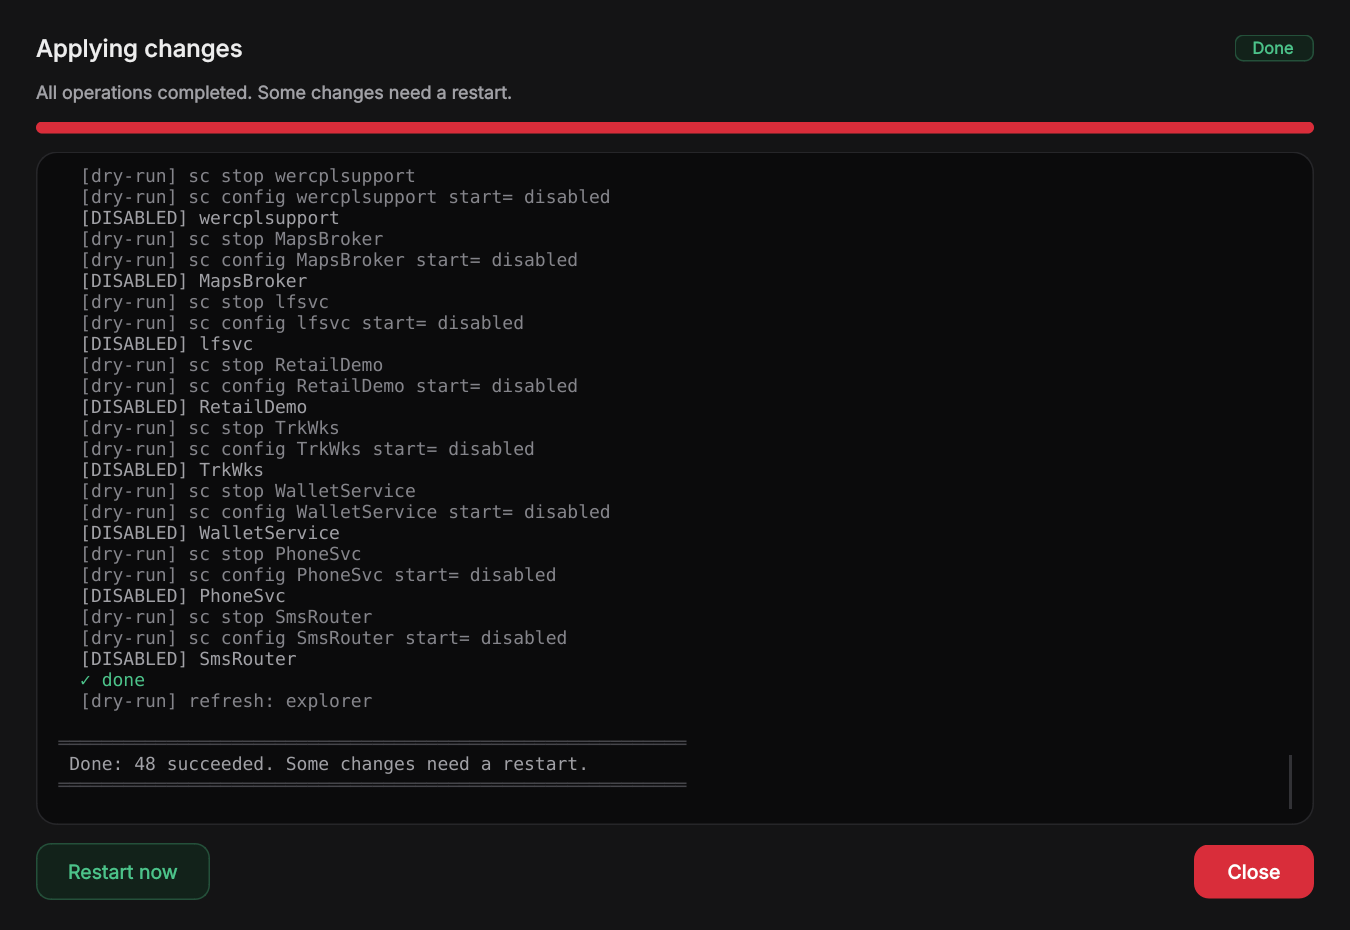 Applying changes
Done
All operations completed. Some changes need a restart.
[dry-run] sc stop wercplsupport
[dry-run] sc config wercplsupport start= disabled
[DISABLED] wercplsupport
[dry-run] sc stop MapsBroker
[dry-run] sc config MapsBroker start= disabled
[DISABLED] MapsBroker
[dry-run] sc stop lfsvc
[dry-run] sc config lfsvc start= disabled
[DISABLED] lfsvc
[dry-run] sc stop RetailDemo
[dry-run] sc config RetailDemo start= disabled
[DISABLED] RetailDemo
[dry-run] sc stop TrkWks
[dry-run] sc config TrkWks start= disabled
[DISABLED] TrkWks
[dry-run] sc stop WalletService
[dry-run] sc config WalletService start= disabled
[DISABLED] WalletService
[dry-run] sc stop PhoneSvc
[dry-run] sc config PhoneSvc start= disabled
[DISABLED] PhoneSvc
[dry-run] sc stop SmsRouter
[dry-run] sc config SmsRouter start= disabled
[DISABLED] SmsRouter
✓ done
[dry-run] refresh: explorer
Done: 48 succeeded. Some changes need a restart.
Restart now
Close